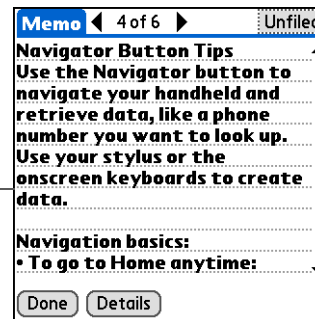 Memo 4 of 6 Unfiled
Navigator Button Tips
Use the Navigator button to
navigate your handheld and
retrieve data, like a phone
number you want to look up.
Use your stylus or the
onscreen keyboards to create
data.
Navigation basics:
• To go to Home anytime:
Done Details